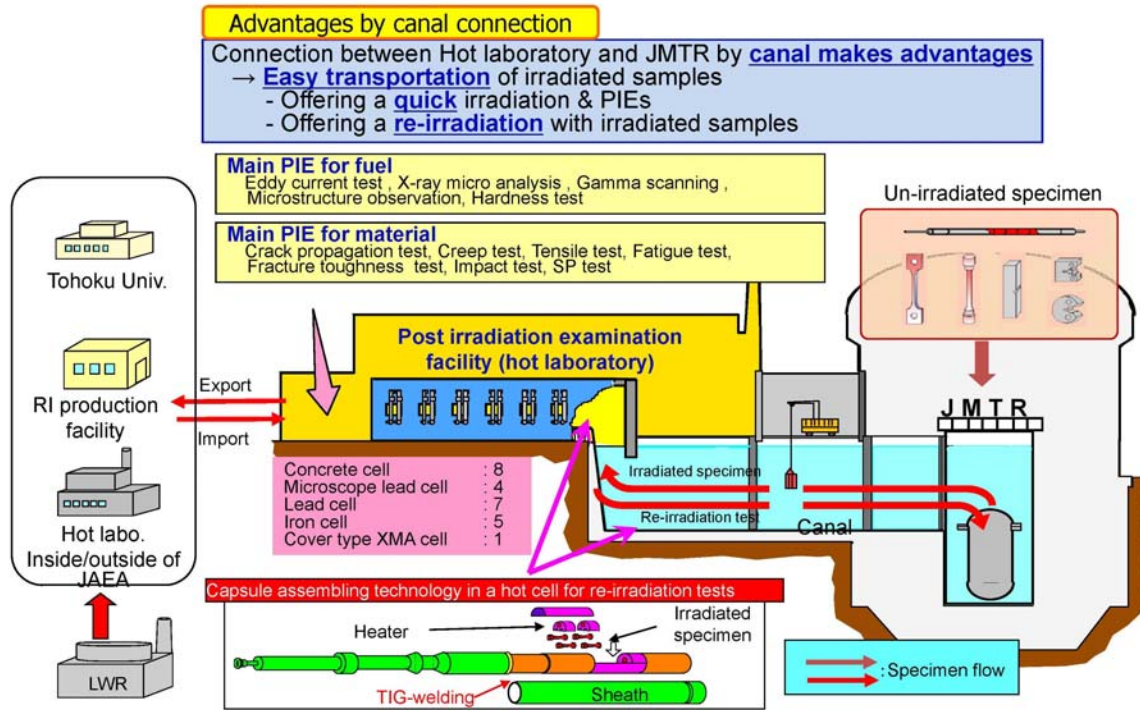 Advantages by canal connection
Connection between Hot laboratory and JMTR by canal makes advantages
→ Easy transportation of irradiated samples
- Offering a quick irradiation & PIEs
- Offering a re-irradiation with irradiated samples
Main PIE for fuel
Eddy current test , X-ray micro analysis , Gamma scanning ,
Microstructure observation, Hardness test
Main PIE for material
Crack propagation test, Creep test, Tensile test, Fatigue test,
Fracture toughness test, Impact test, SP test
Un-irradiated specimen
Tohoku Univ.
RI production
facility
Hot labo.
Inside/outside of
JAEA
LWR
Export
Import
Post irradiation examination
facility (hot laboratory)
JMTR
Concrete cell : 8
Microscope lead cell : 4
Lead cell : 7
Iron cell : 5
Cover type XMA cell : 1
Irradiated specimen
Re-irradiation test
Canal
Capsule assembling technology in a hot cell for re-irradiation tests
Heater
Irradiated
specimen
TIG-welding
Sheath
: Specimen flow